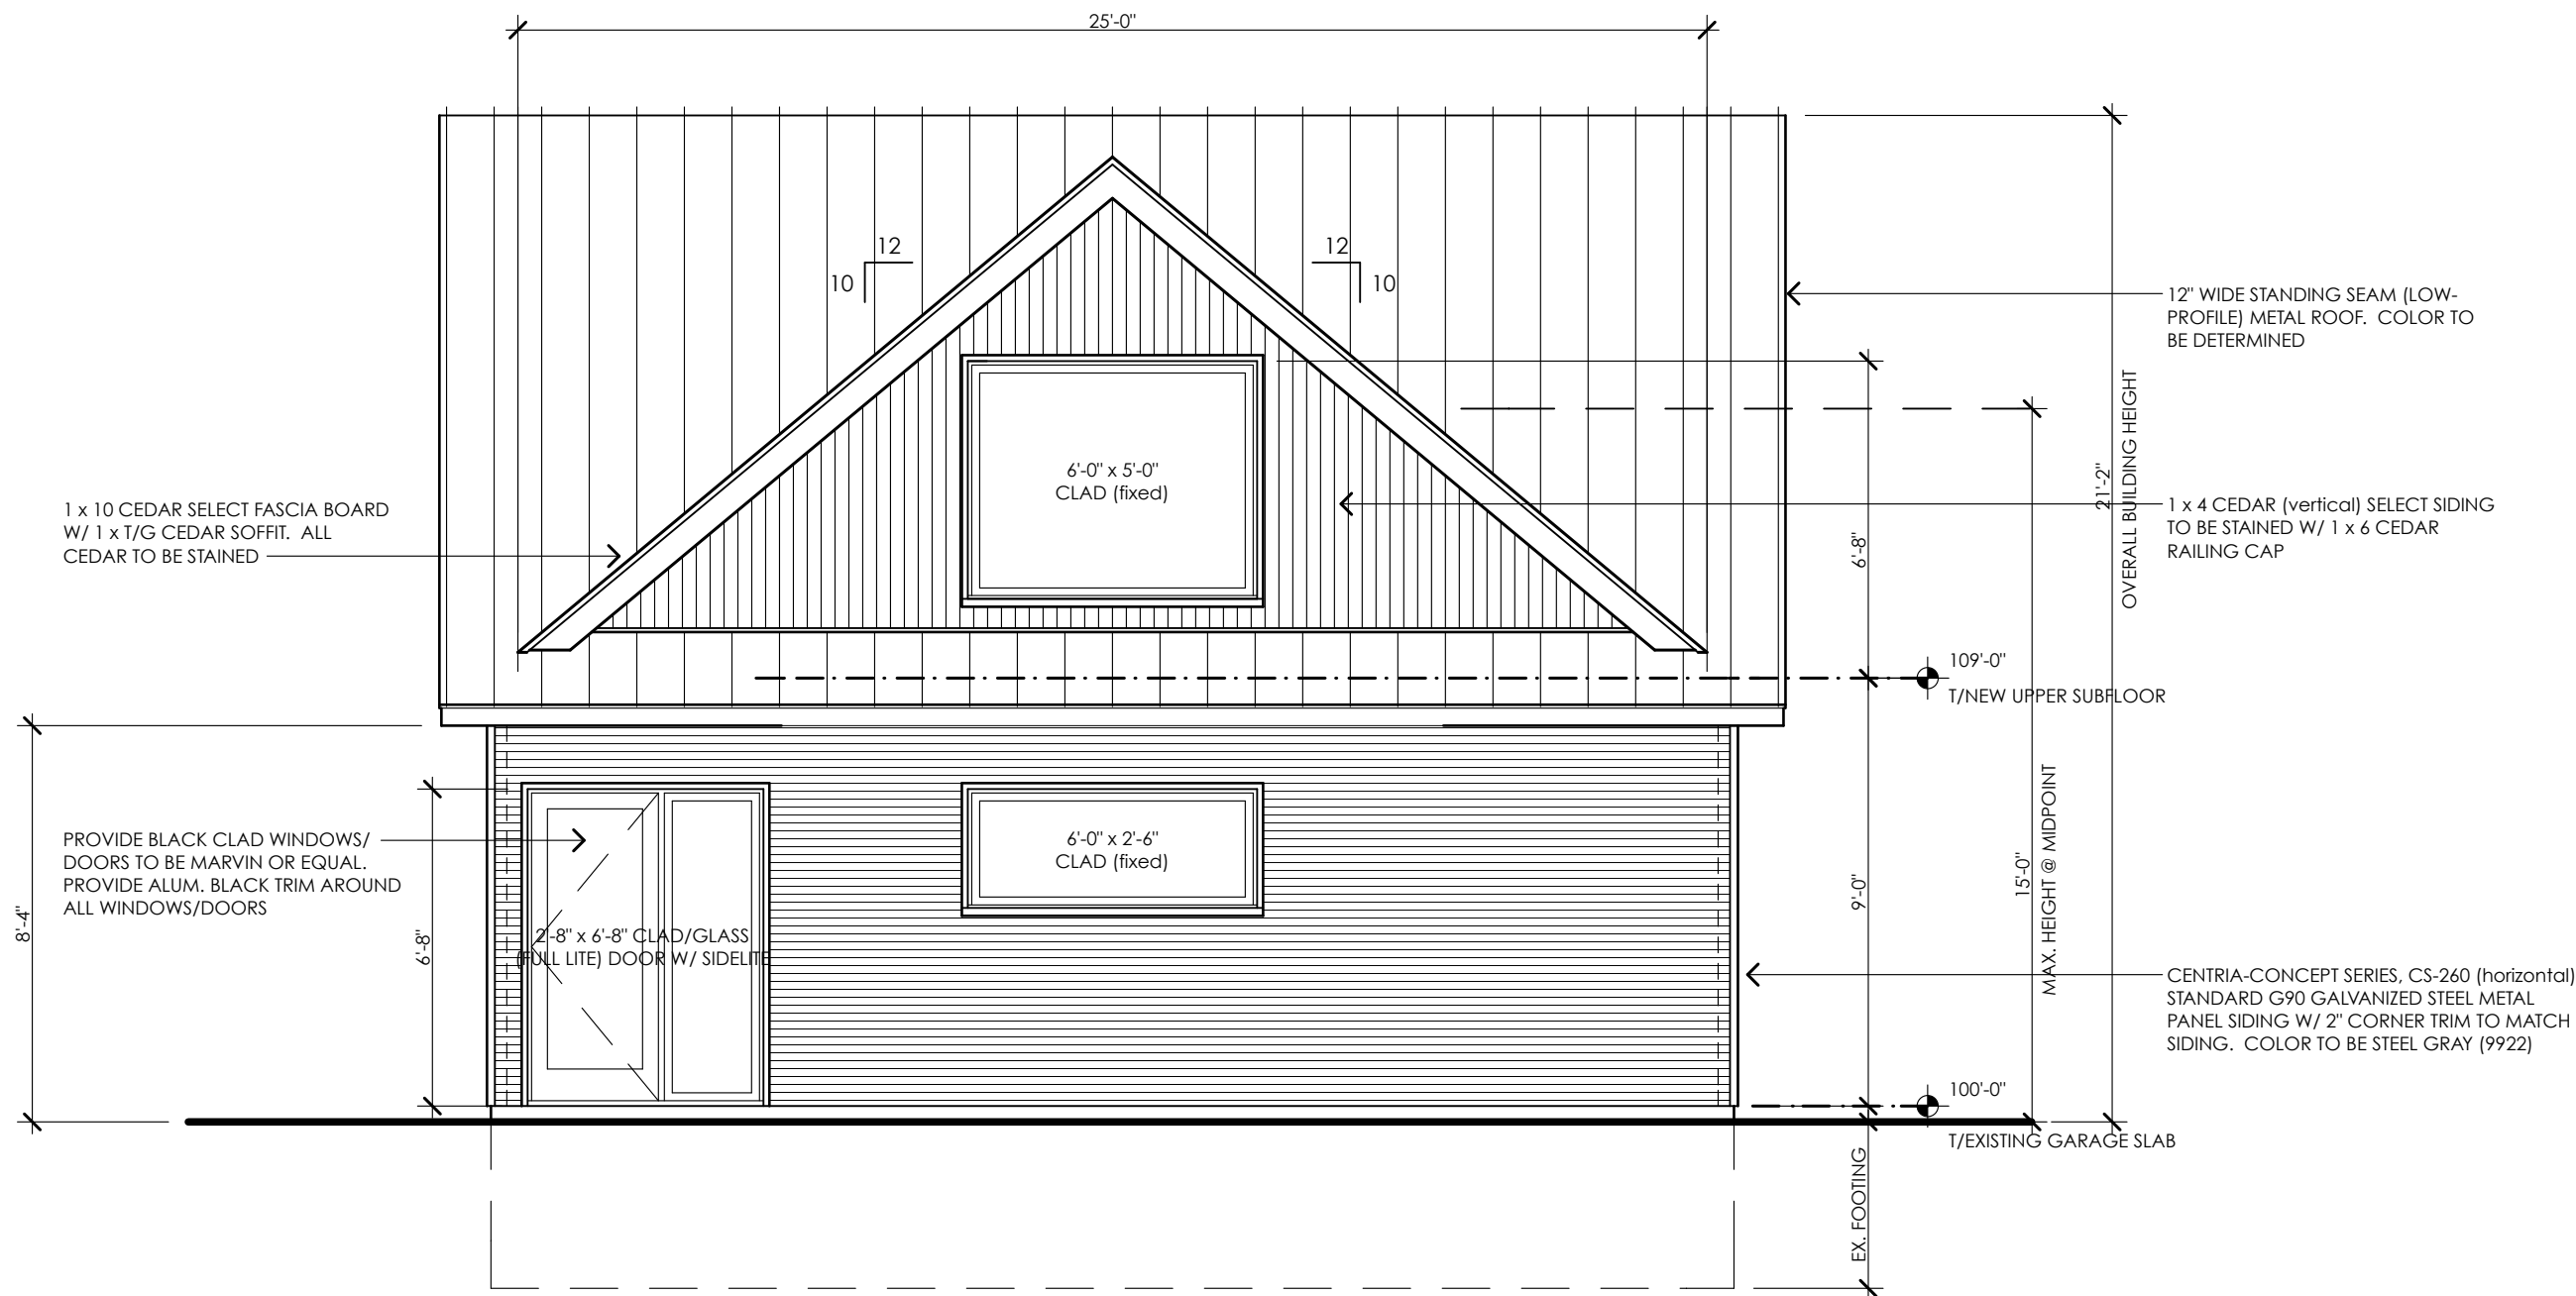 25'-0"
12
10
12
10
12" WIDE STANDING SEAM (LOW-
PROFILE) METAL ROOF. COLOR TO
BE DETERMINED
OVERALL BUILDING HEIGHT
21'-2"
6'-0" x 5'-0"
CLAD (fixed)
1 x 10 CEDAR SELECT FASCIA BOARD
W/ 1 x T/G CEDAR SOFFIT. ALL
CEDAR TO BE STAINED
1 x 4 CEDAR (vertical) SELECT SIDING
TO BE STAINED W/ 1 x 6 CEDAR
RAILING CAP
6'-8"
109'-0"
T/NEW UPPER SUBFLOOR
PROVIDE BLACK CLAD WINDOWS/
DOORS TO BE MARVIN OR EQUAL.
PROVIDE ALUM. BLACK TRIM AROUND
ALL WINDOWS/DOORS
6'-0" x 2'-6"
CLAD (fixed)
8'-4"
6'-8"
2'-8" x 6'-8" CLAD/GLASS
(FULL LITE) DOOR W/ SIDELITE
9'-0"
15'-0"
MAX. HEIGHT @ MIDPOINT
CENTRIA-CONCEPT SERIES, CS-260 (horizontal)
STANDARD G90 GALVANIZED STEEL METAL
PANEL SIDING W/ 2" CORNER TRIM TO MATCH
SIDING. COLOR TO BE STEEL GRAY (9922)
100'-0"
T/EXISTING GARAGE SLAB
EX. FOOTING